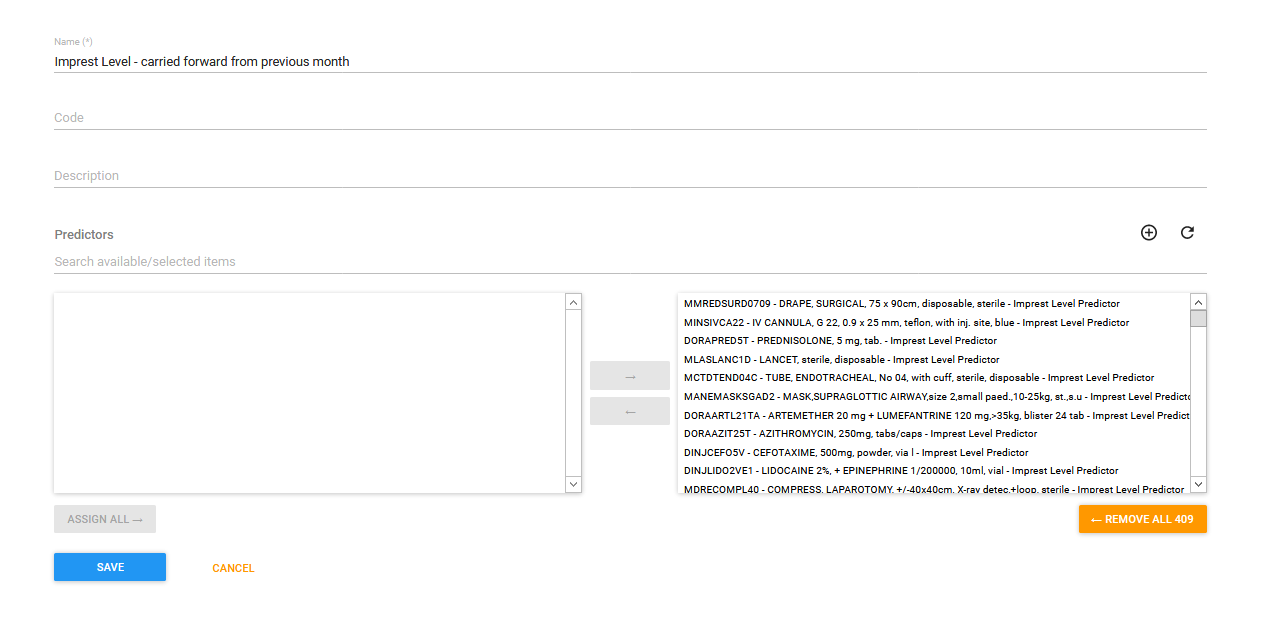 Name (*)
Imprest Level - carried forward from previous month
Code
Description
Predictors
Search available/selected items
MMREDSURD0709 - DRAPE, SURGICAL, 75 x 90cm, disposable, sterile - Imprest Level Predictor
MINSIVCA22 - IV CANNULA, G 22, 0.9 x 25 mm, teflon, with inj. site, blue - Imprest Level Predictor
DORAPRED5T - PREDNISOLONE, 5 mg, tab. - Imprest Level Predictor
MLASLANC1D - LANCET, sterile, disposable - Imprest Level Predictor
MCTDTEND04C - TUBE, ENDOTRACHEAL, No 04, with cuff, sterile, disposable - Imprest Level Predictor
→
MANEMASKSGAD2 - MASK,SUPRAGLOTTIC AIRWAY,size 2,small paed.,10-25kg, st.,s.u - Imprest Level Predicto
←
DORAARTL21TA - ARTEMETHER 20 mg + LUMEFANTRINE 120 mg,>35kg, blister 24 tab - Imprest Level Predict
DORAAZIT25T - AZITHROMYCIN, 250mg, tabs/caps - Imprest Level Predictor
DINJCEFO5V - CEFOTAXIME, 500mg, powder, via l - Imprest Level Predictor
DINJLIDO2VE1 - LIDOCAINE 2%, + EPINEPHRINE 1/200000, 10ml, vial - Imprest Level Predictor
MDRECOMPL40 - COMPRESS, LAPAROTOMY, +/-40x40cm, X-ray detec.+loop, sterile - Imprest Level Predictor
ASSIGN ALL →
← REMOVE ALL 409
SAVE
CANCEL